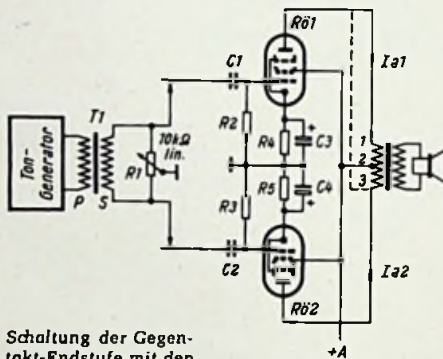 Rö1
C1
Ia1
T1
10kΩ
lin.
R1
R2
R4
C3
1
2
3
Ton-
Generator
P
S
R3
R5
C4
C2
Ia2
Rö2
+A
Schaltung der Gegen-
takt-Endstufe mit den